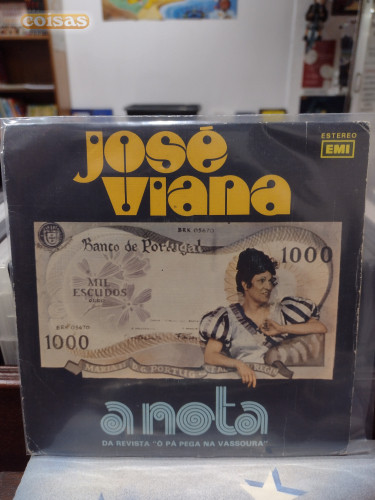 coisas
josé
viana
ESTEREO
EMI
Banco de Portugal
1000
MIL
ESCUDOS
1000
a nota
DA REVISTA "Ó PÁ PEGA NA VASSOURA"